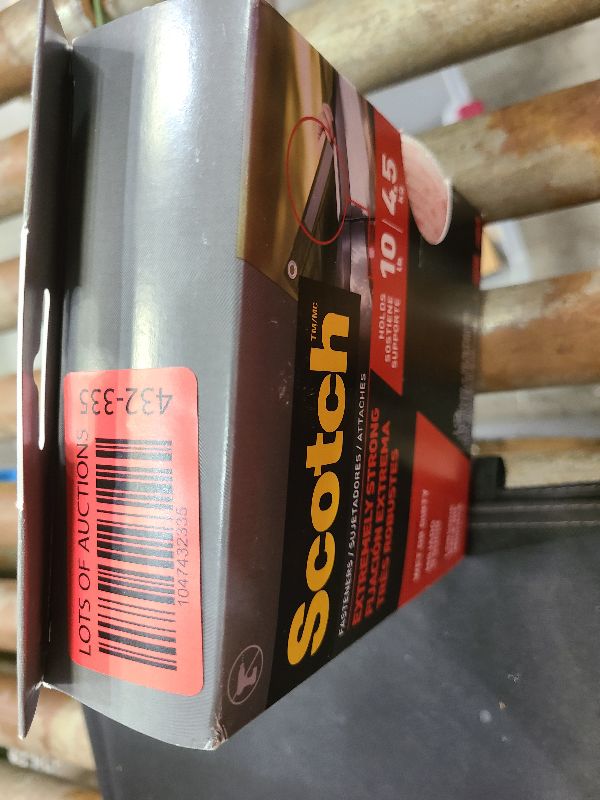 LOTS OF AUCTIONS
1047432335
432-335
Scotch
TM/MC
FASTENERS / SUJETADORES / ATTACHES
EXTREMELY STRONG
FIJACIÓN EXTREMA
TRÈS ROBUSTES
HOLDS
SOSTIENE
SUPPORTE
10 / 4.5
LB KG